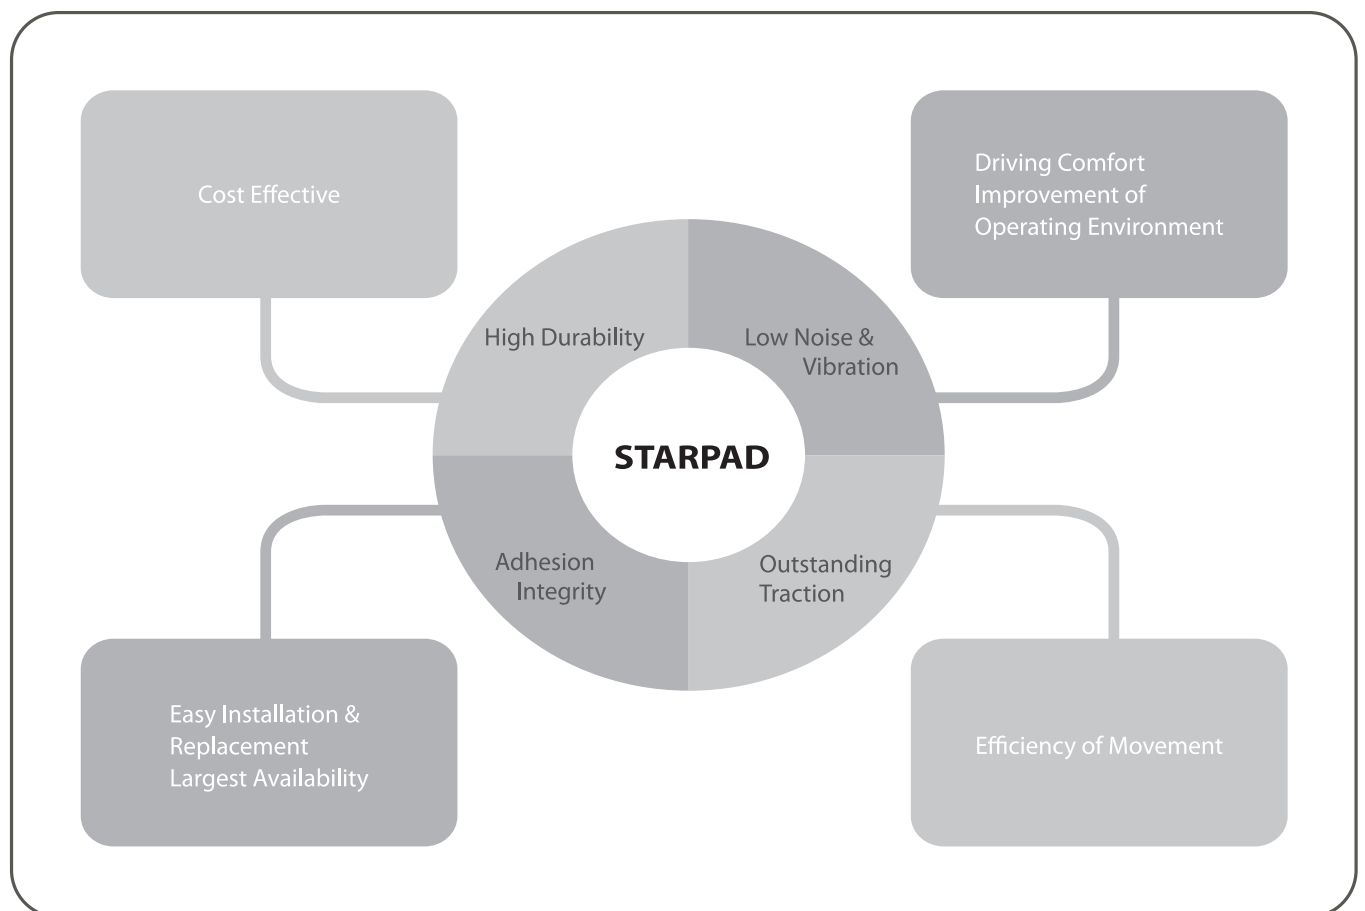 Cost Effective
Driving Comfort
Improvement of
Operating Environment
High Durability
Low Noise &
Vibration
STARPAD
Adhesion
Integrity
Outstanding
Traction
Easy Installation &
Replacement
Largest Availability
Efficiency of Movement